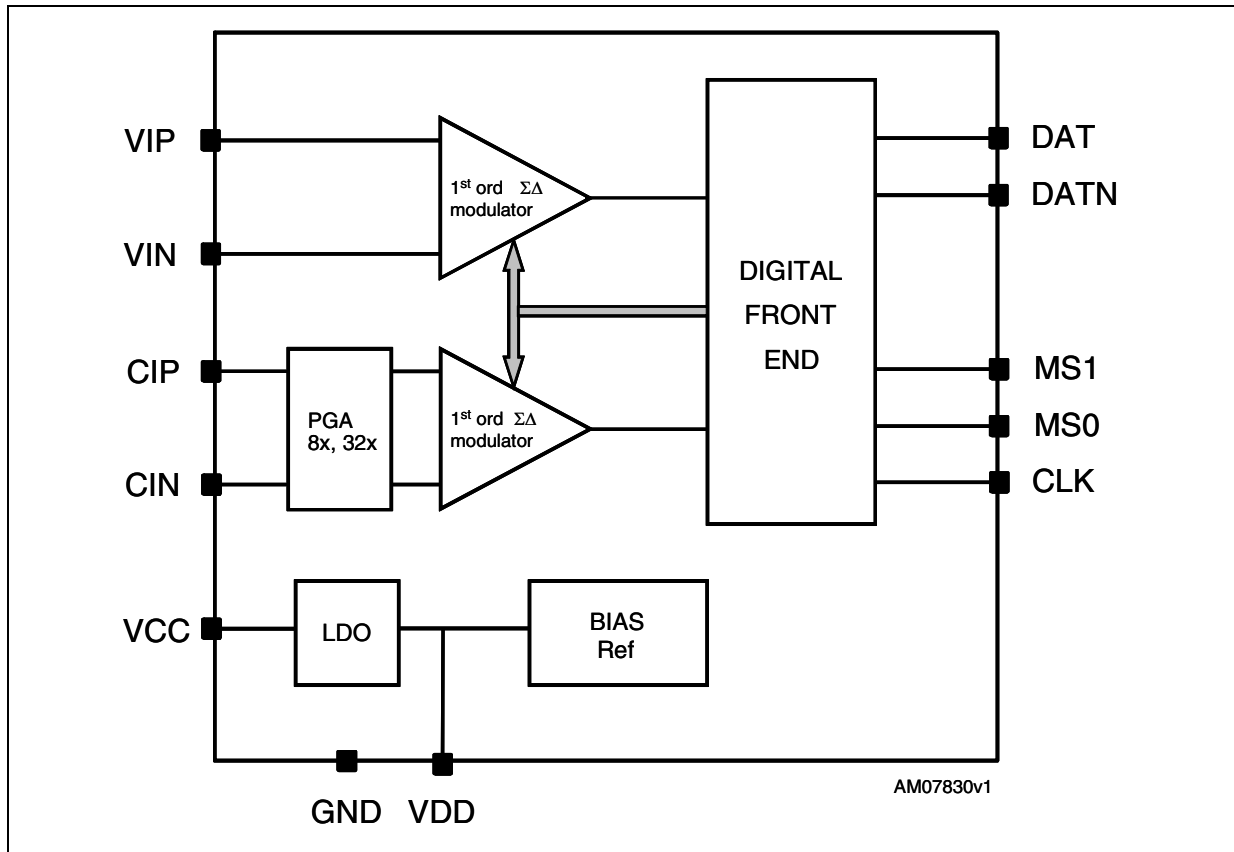 VIP
VIN
CIP
CIN
VCC
1st ord ΣΔ
modulator
PGA
8x, 32x
1st ord ΣΔ
modulator
DIGITAL
FRONT
END
DAT
DATN
MS1
MS0
CLK
LDO
BIAS
Ref
GND VDD
AM07830v1